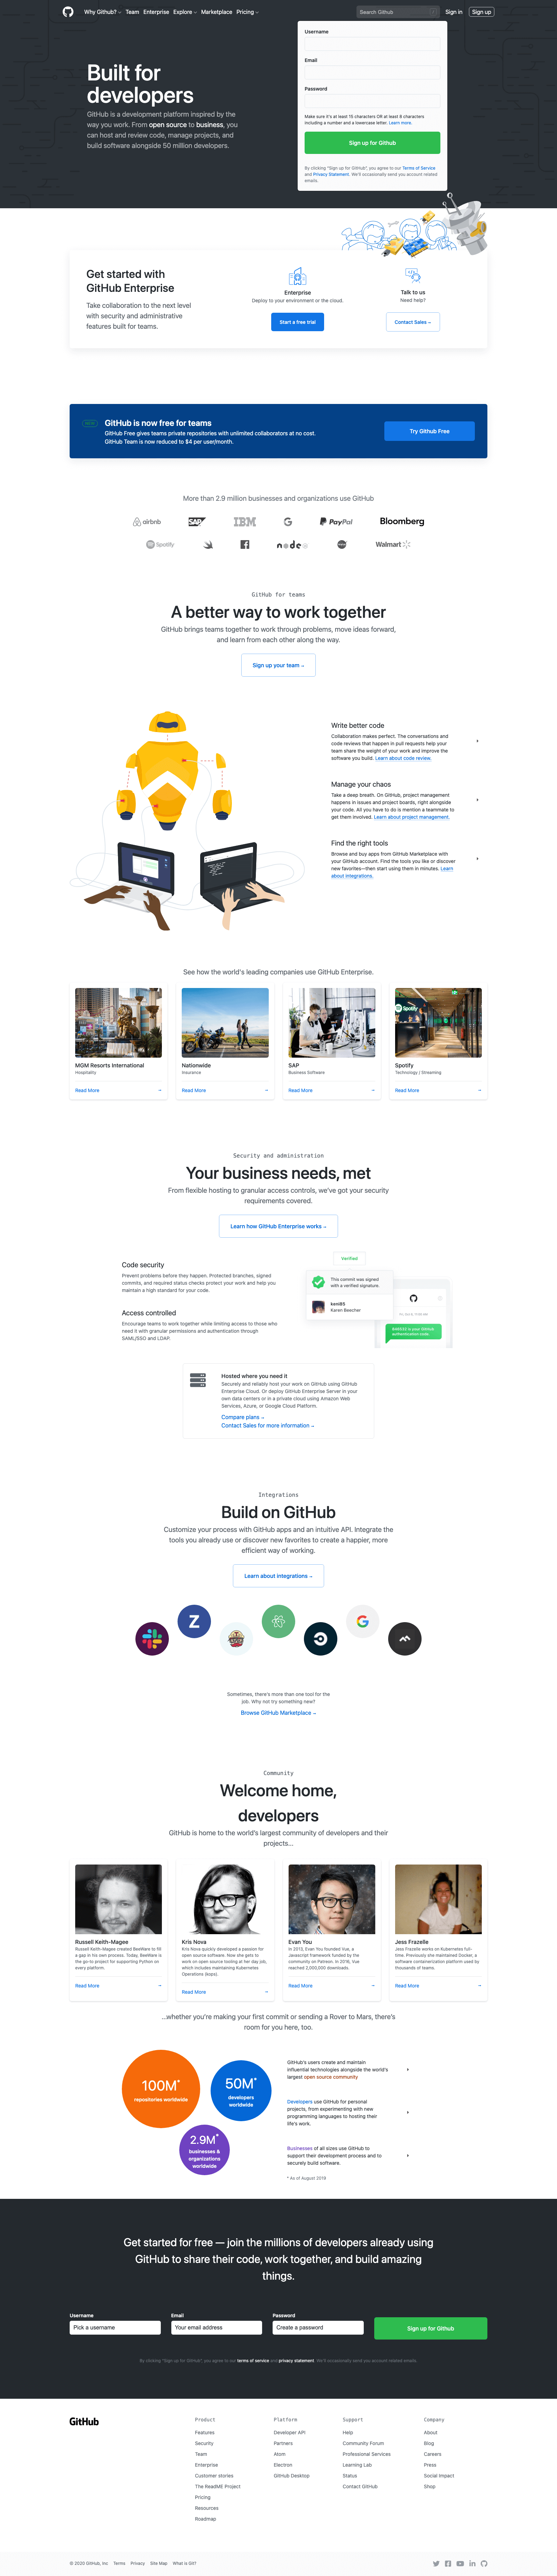 Why Github?
Team
Enterprise
Explore
Marketplace
Pricing
Search Github
Sign in
Sign up
Built for
developers
GitHub is a development platform inspired by the
way you work. From open source to business, you
can host and review code, manage projects, and
build software alongside 50 million developers.
Username
Email
Password
Make sure it's at least 15 characters OR at least 8 characters
including a number and a lowercase letter. Learn more.
Sign up for Github
By clicking "Sign up for GitHub", you agree to our Terms of Service
and Privacy Statement. We'll occasionally send you account related
emails.
Get started with
GitHub Enterprise
Take collaboration to the next level
with security and administrative
features built for teams.
Enterprise
Deploy to your environment or the cloud.
Start a free trial
Talk to us
Need help?
Contact Sales
GitHub is now free for teams
GitHub Free gives teams private repositories with unlimited collaborators at no cost.
GitHub Team is now reduced to $4 per user/month.
Try Github Free
More than 2.9 million businesses and organizations use GitHub
airbnb
SAP
IBM
G
PayPal
Bloomberg
Spotify
node
Walmart
GitHub for teams
A better way to work together
GitHub brings teams together to work through problems, move ideas forward,
and learn from each other along the way.
Sign up your team
Write better code
Collaboration makes perfect. The conversations and
code reviews that happen in pull requests help your
team share the weight of your work and improve the
software you build. Learn about code review.
Manage your chaos
Take a deep breath. On GitHub, project management
happens in issues and project boards, right alongside
your code. All you have to do is mention a teammate to
get them involved. Learn about project management.
Find the right tools
Browse and buy apps from GitHub Marketplace with
your GitHub account. Find the tools you like or discover
new favorites—then start using them in minutes. Learn
about integrations.
See how the world's leading companies use GitHub Enterprise.
Spotify
MGM Resorts International
Hospitality
Read More →
Nationwide
Insurance
Read More →
SAP
Business Software
Read More →
Spotify
Technology / Streaming
Read More →
Security and administration
Your business needs, met
From flexible hosting to granular access controls, we've got your security
requirements covered.
Learn how GitHub Enterprise works
Code security
Prevent problems before they happen. Protected branches, signed
commits, and required status checks protect your work and help you
maintain a high standard for your code.
Access controlled
Encourage teams to work together while limiting access to those who
need it with granular permissions and authentication through
SAML/SSO and LDAP.
Verified
This commit was signed
with a verified signature.
keni85
Karen Beecher
is your GitHub
authentication code.
Hosted where you need it
Securely and reliably host your work on GitHub using GitHub
Enterprise Cloud. Or deploy GitHub Enterprise Server in your
own data centers or in a private cloud using Amazon Web
Services, Azure, or Google Cloud Platform.
Compare plans
Contact Sales for more information
Integrations
Build on GitHub
Customize your process with GitHub apps and an intuitive API. Integrate the
tools you already use or discover new favorites to create a happier, more
efficient way of working.
Learn about integrations
Z
G
Sometimes, there's more than one tool for the
job. Why not try something new?
Browse GitHub Marketplace
Community
Welcome home,
developers
GitHub is home to the world's largest community of developers and their
projects...
Russell Keith-Magee
Russell Keith-Magee created BeeWare to fill
a gap in his own process. Today, BeeWare is
the go-to project for supporting Python on
every platform.
Read More →
Kris Nova
Kris Nova quickly developed a passion for
open source software. Now she gets to
work on open source tooling at her day job,
which includes maintaining Kubernetes
Operations (kops).
Read More →
Evan You
In 2013, Evan You founded Vue, a
Javascript framework funded by the
community on Patreon. In 2018, Vue
reached 2,000,000 downloads.
Read More →
Jess Frazelle
Jess Frazelle works on Kubernetes full-
time. Previously she maintained Docker, a
software containerization platform used by
thousands of teams.
Read More →
...whether you're making your first commit or sending a Rover to Mars, there's
room for you here, too.
100M*
repositories worldwide
50M*
developers
worldwide
2.9M*
businesses &
organizations
worldwide
GitHub's users create and maintain
influential technologies alongside the world's
largest open source community
Developers use GitHub for personal
projects, from experimenting with new
programming languages to hosting their
life's work.
Businesses of all sizes use GitHub to
support their development process and to
securely build software.
* As of August 2019
Get started for free — join the millions of developers already using
GitHub to share their code, work together, and build amazing
things.
Username
Pick a username
Email
Your email address
Password
Create a password
Sign up for Github
By clicking "Sign up for GitHub", you agree to our terms of service and privacy statement. We'll occasionally send you account related emails.
GitHub
Product
Features
Security
Team
Enterprise
Customer stories
The ReadME Project
Pricing
Resources
Roadmap
Platform
Developer API
Partners
Atom
Electron
GitHub Desktop
Support
Help
Community Forum
Professional Services
Learning Lab
Status
Contact GitHub
Company
About
Blog
Careers
Press
Social Impact
Shop
© 2020 GitHub, Inc
Terms
Privacy
Site Map
What is Git?